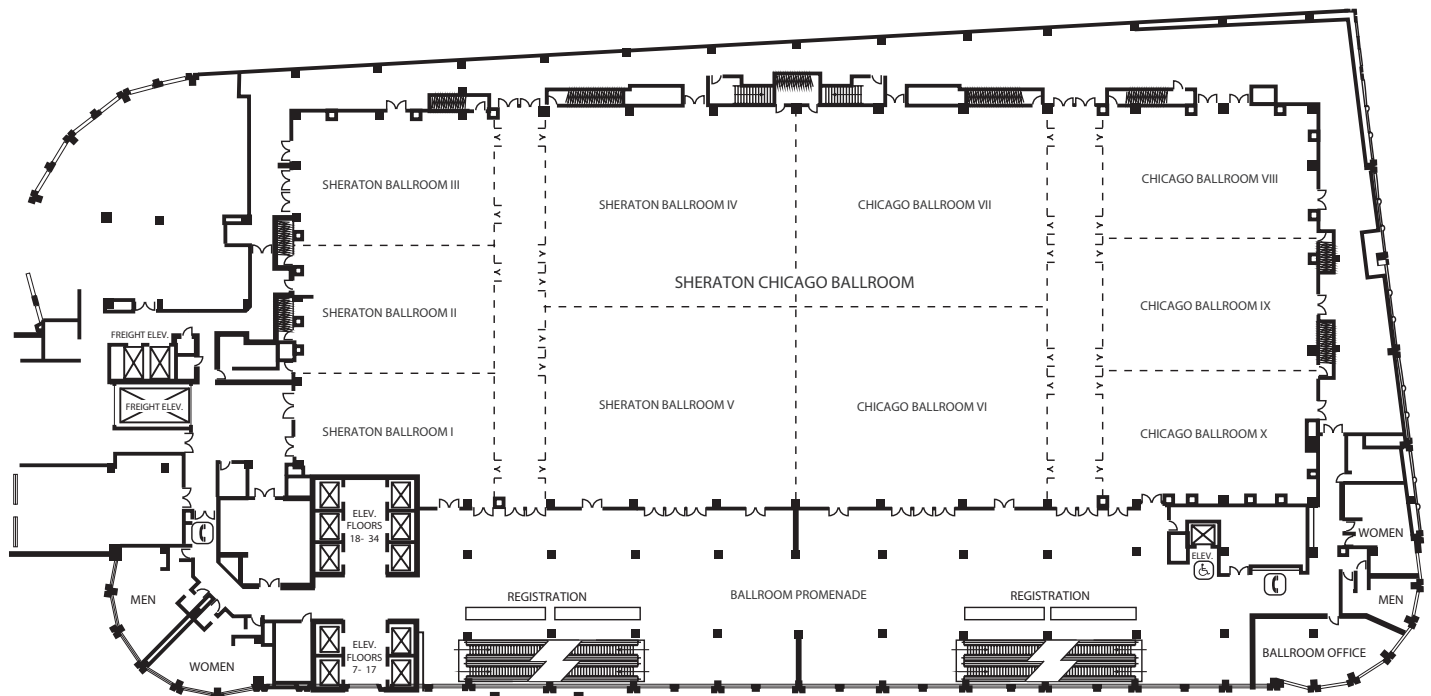 SHERATON BALLROOM III
SHERATON BALLROOM IV
CHICAGO BALLROOM VII
CHICAGO BALLROOM VIII
SHERATON CHICAGO BALLROOM
SHERATON BALLROOM II
CHICAGO BALLROOM IX
FREIGHT ELEV.
FREIGHT ELEV.
SHERATON BALLROOM V
CHICAGO BALLROOM VI
SHERATON BALLROOM I
CHICAGO BALLROOM X
ELEV.
FLOORS
18- 34
WOMEN
ELEV.
MEN
REGISTRATION
BALLROOM PROMENADE
REGISTRATION
MEN
WOMEN
ELEV.
FLOORS
7- 17
BALLROOM OFFICE